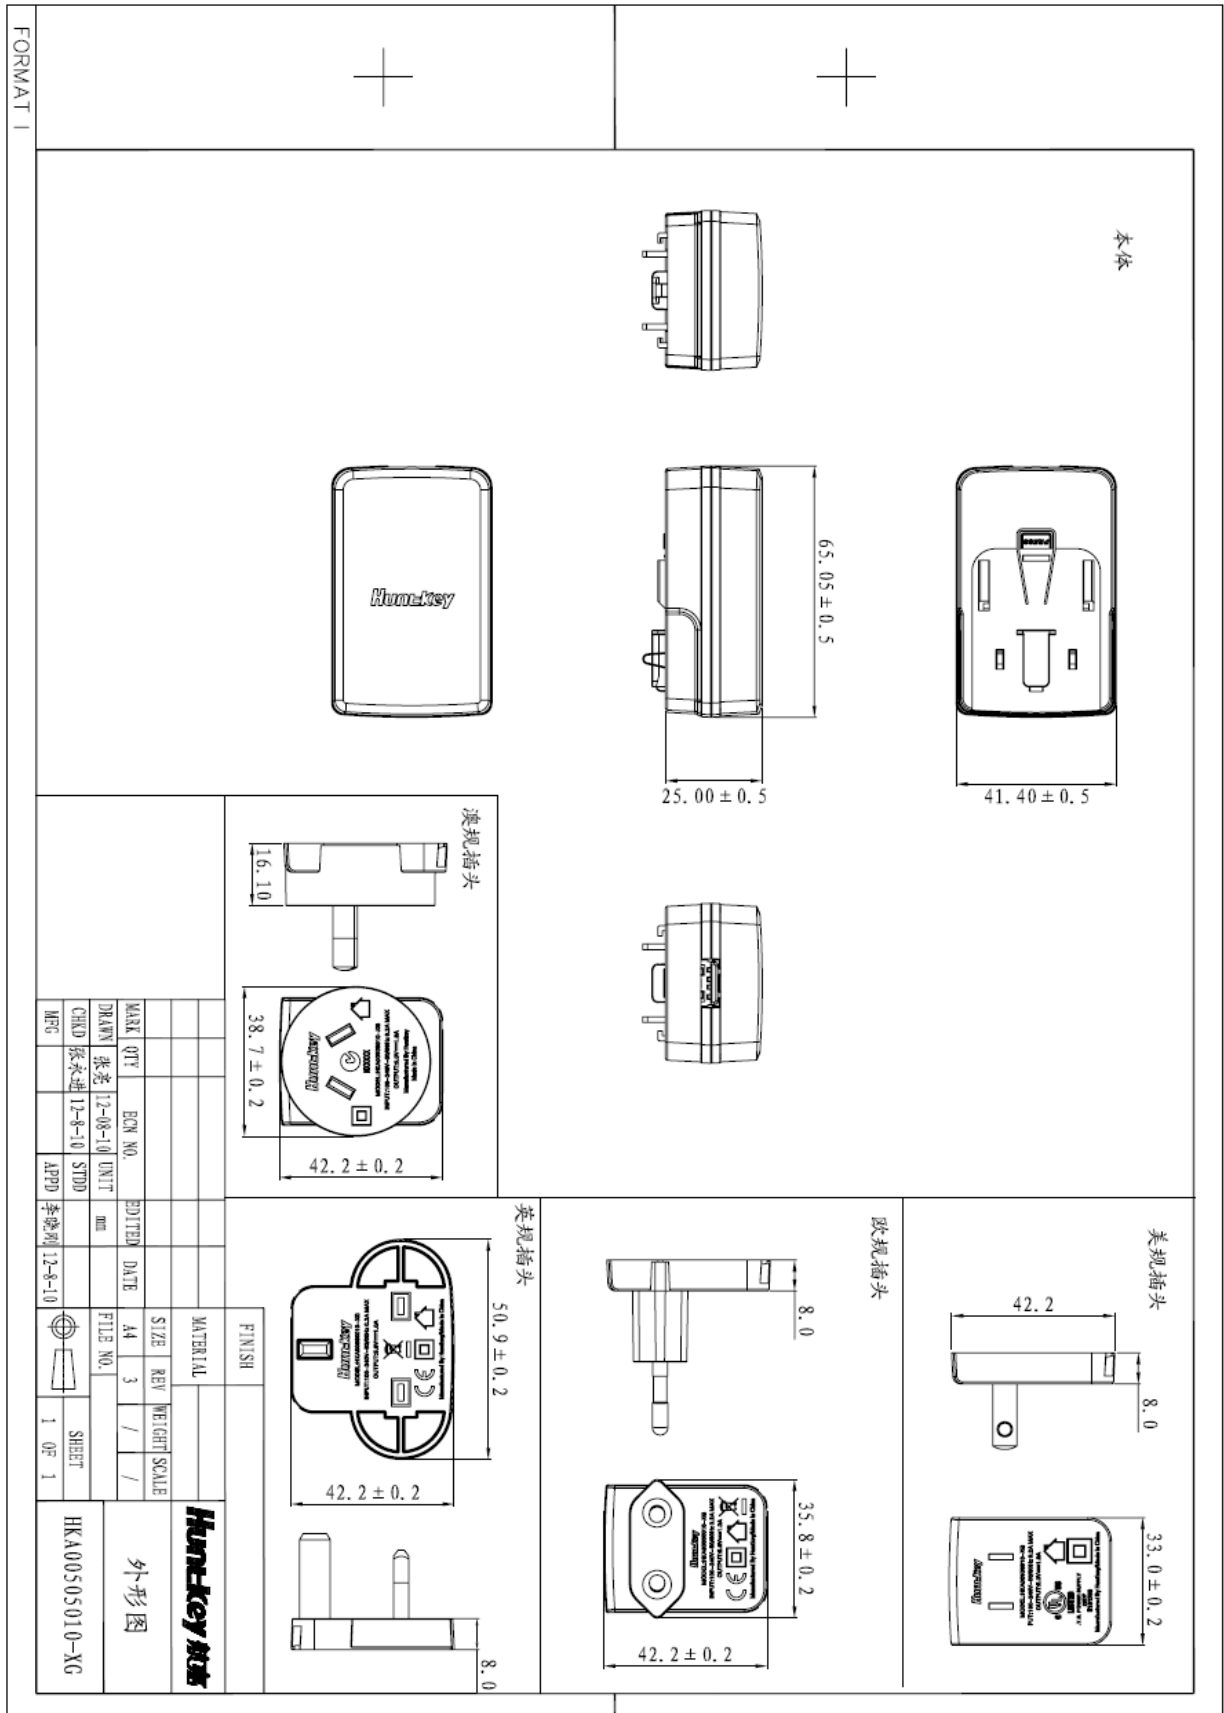 FORMAT I
本体
Huntkey
65.05±0.5
25.00±0.5
41.40±0.5
澳规插头
16.10
38.7±0.2
42.2±0.2
Huntkey
英规插头
50.9±0.2
42.2±0.2
8.0
Huntkey
欧规插头
8.0
35.8±0.2
42.2±0.2
Huntkey
美规插头
42.2
8.0
33.0±0.2
Huntkey
MARK QTY ECN NO. EDITED DATE
DRAWN 张亮 12-08-10 UNIT mm
CHKD 张永进 12-8-10 STDD
MFG APPD 李晓刚 12-8-10
FINISH
MATERIAL
SIZE REV WEIGHT SCALE
A4 3 / /
FILE NO.
SHEET
1 OF 1
Huntkey 航嘉
外形图
HKA00505010-XG